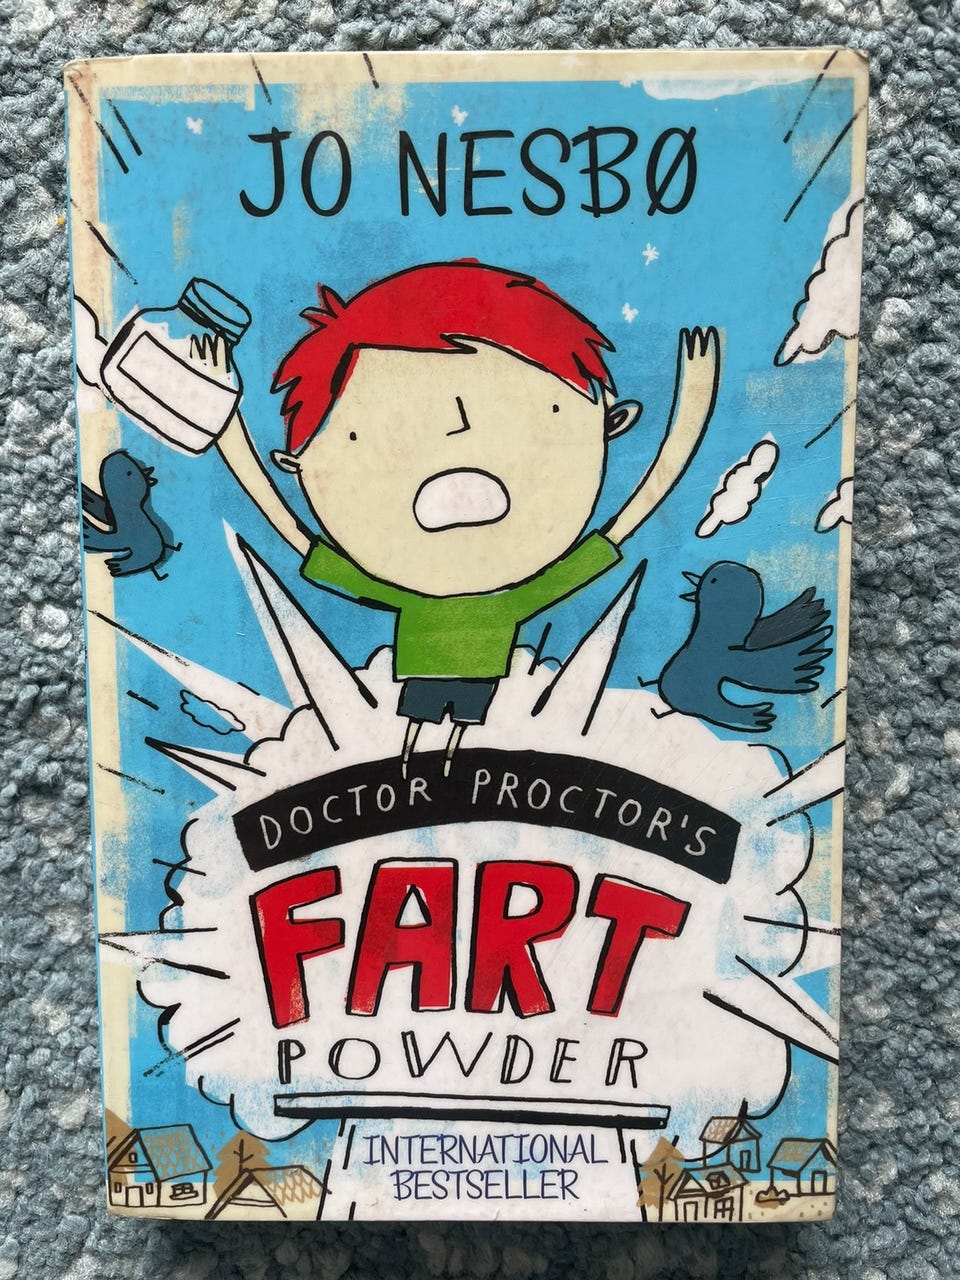 JO NESBØ
DOCTOR PROCTOR'S
FART
POWDER
INTERNATIONAL
BESTSELLER